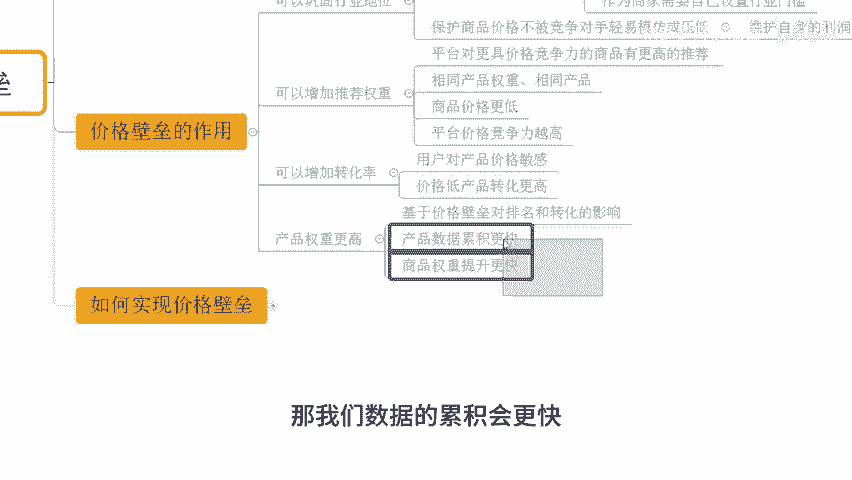 可以巩固行业地位
作为商家需要自己设置行业门槛
保护商品价格不被竞争对手轻易模仿或压低
维护自身的利润
平台对更具价格竞争力的商品有更高的推荐
可以增加推荐权重
相同产品权重、相同产品
商品价格更低
平台价格竞争力越高
垒
价格壁垒的作用
可以增加转化率
用户对产品价格敏感
价格低产品转化更高
基于价格壁垒对排名和转化的影响
产品权重更高
产品数据累积更快
商品权重提升更快
如何实现价格壁垒
那我们数据的累积会更快